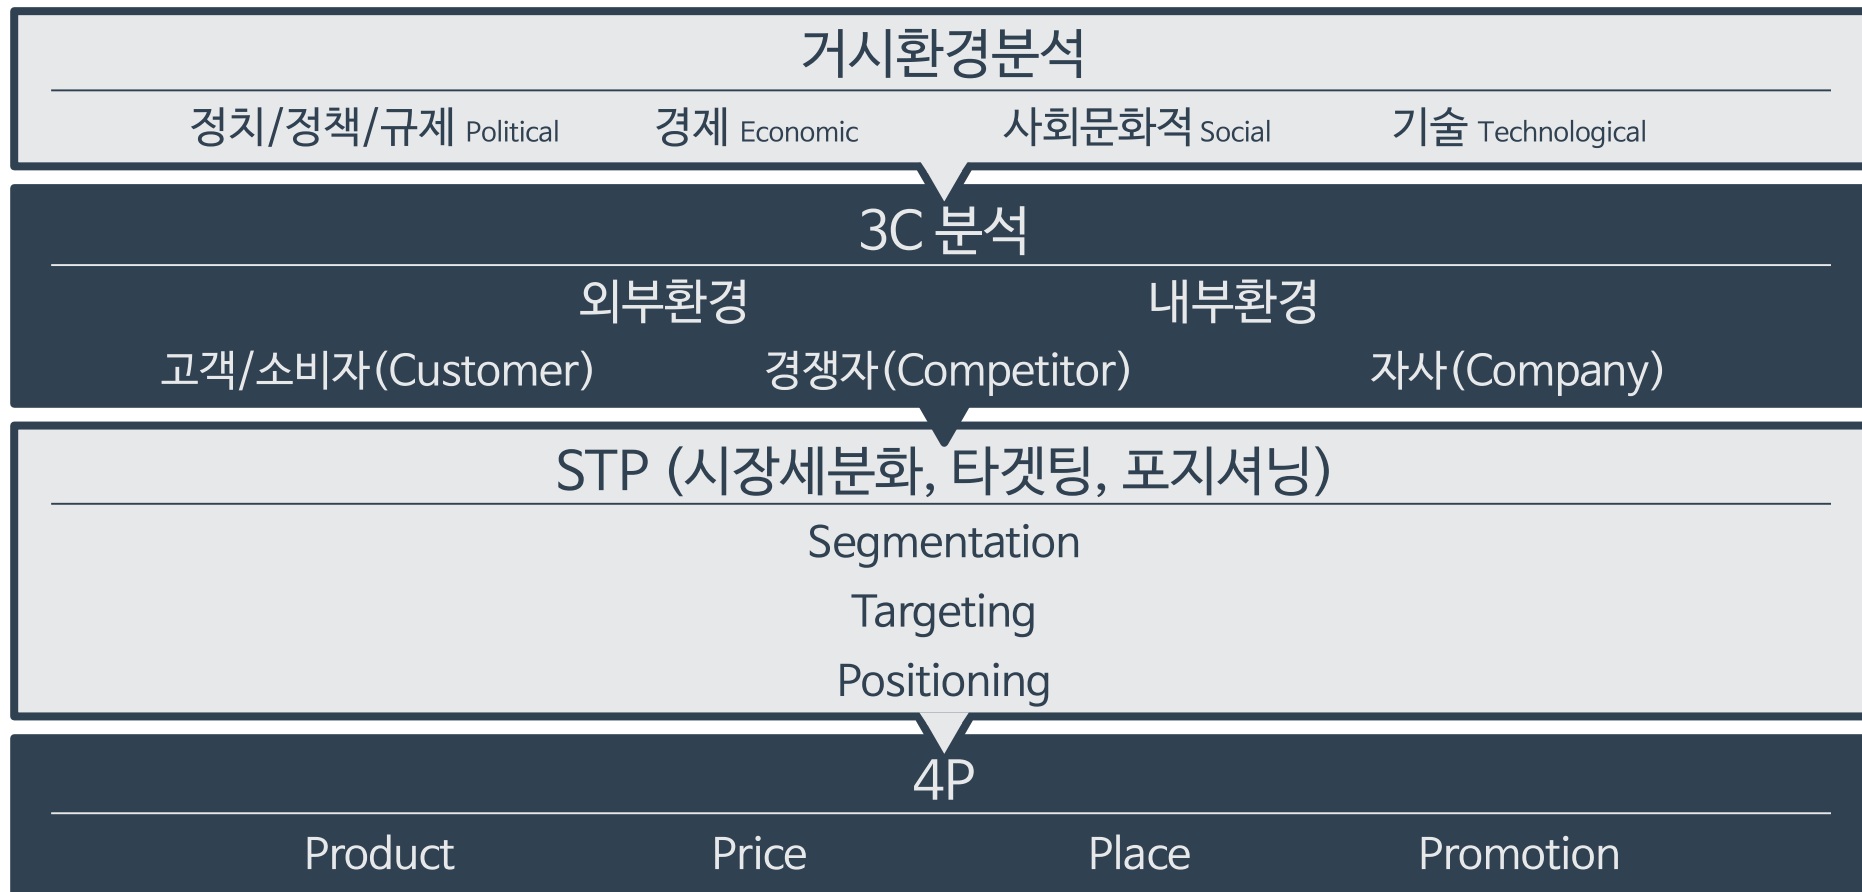 거시환경분석
정치/정책/규제 Political 경제 Economic 사회문화적 Social 기술 Technological
3C 분석
외부환경 내부환경
고객/소비자(Customer) 경쟁자(Competitor) 자사(Company)
STP (시장세분화, 타겟팅, 포지셔닝)
Segmentation
Targeting
Positioning
4P
Product Price Place Promotion